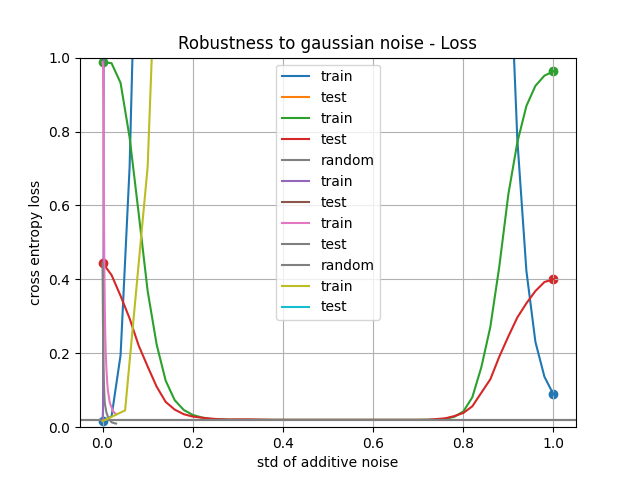 Robustness to gaussian noise - Loss
1.0
0.8
0.6
0.4
0.2
0.0
cross entropy loss
train
test
train
test
random
train
test
train
test
random
train
test
0.0 0.2 0.4 0.6 0.8 1.0
std of additive noise